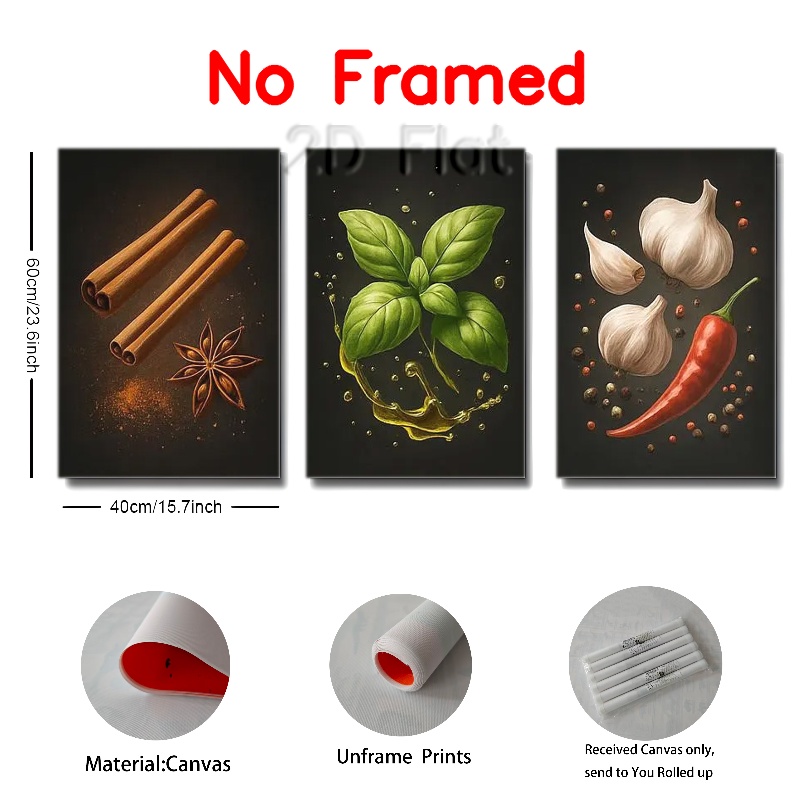 No Framed
2D Flat
60cm/23.6inch
40cm/15.7inch
Material:Canvas
Unframe Prints
Received Canvas only,
send to You Rolled up